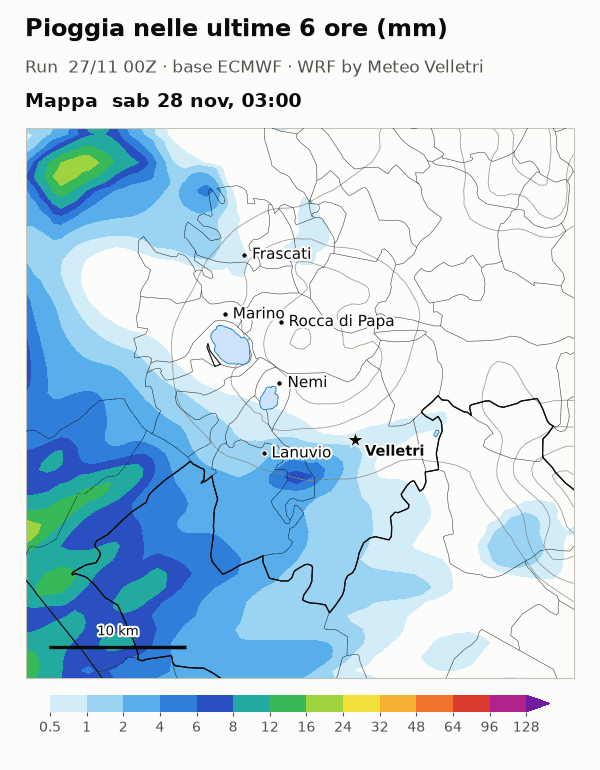 Pioggia nelle ultime 6 ore (mm)
Run 27/11 00Z · base ECMWF · WRF by Meteo Velletri
Mappa sab 28 nov, 03:00
Frascati
Marino
Rocca di Papa
Nemi
Velletri
Lanuvio
10 km
0.5 1 2 4 6 8 12 16 24 32 48 64 96 128